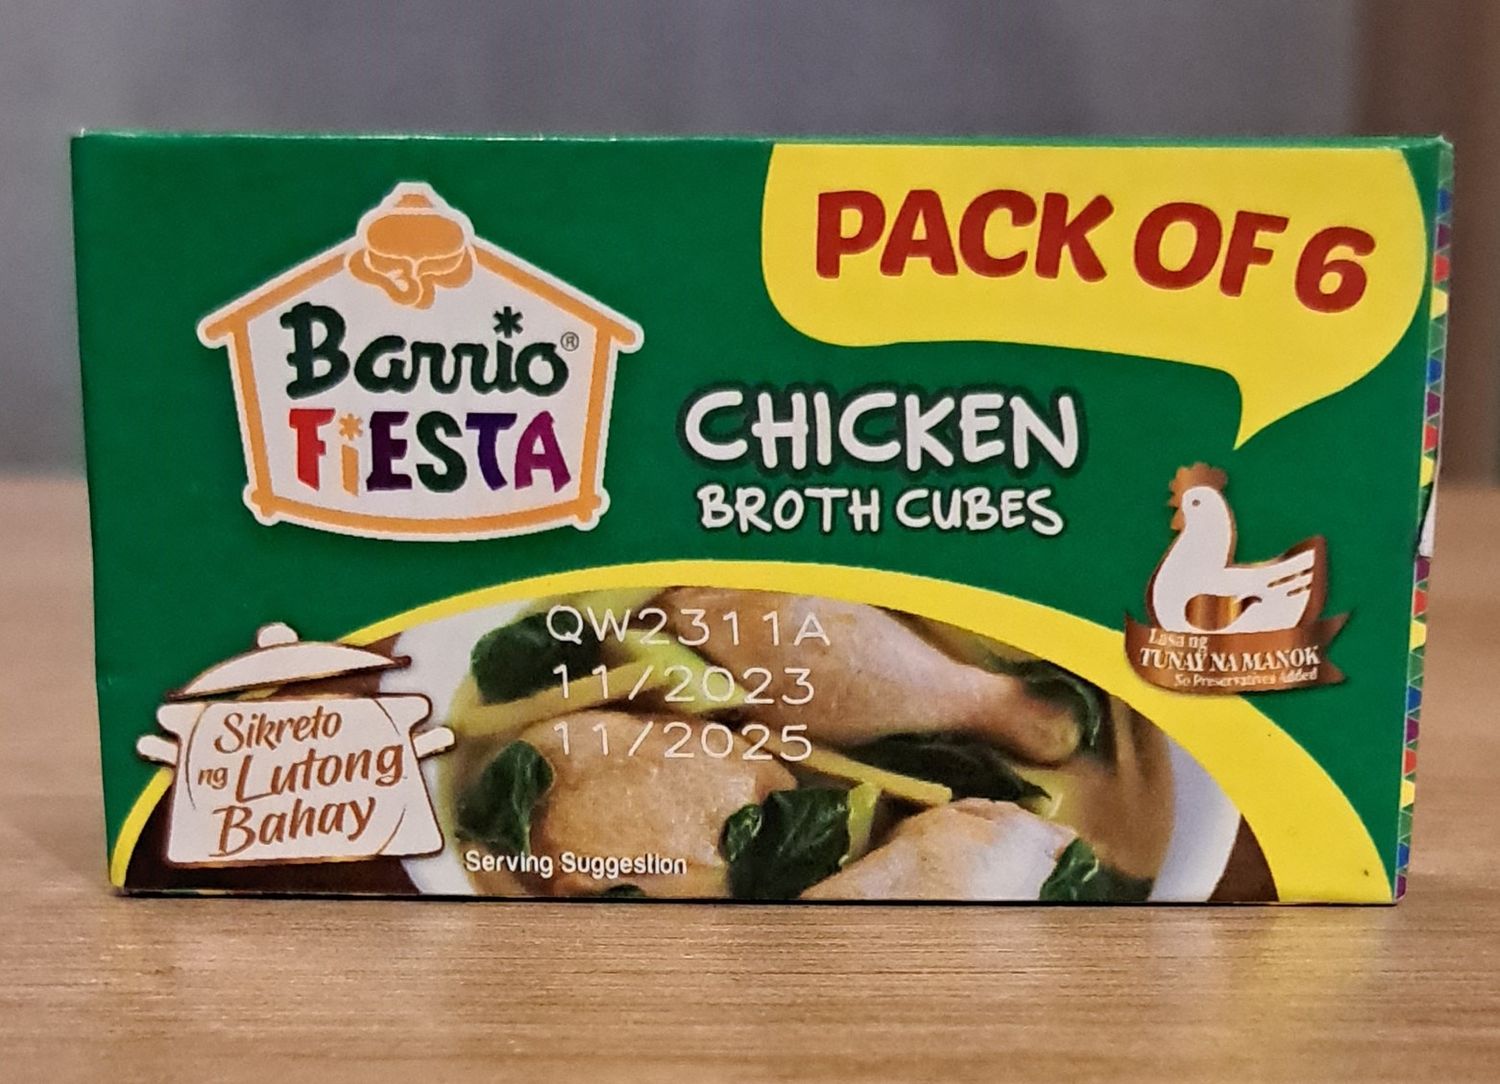 PACK OF 6
Barrio®
FiESTA
CHICKEN
BROTH CUBES
Lasa ng
TUNAY NA MANOK
No Preservatives Added
QW2311A
11/2023
11/2025
Sikreto
ng Lutong
Bahay
Serving Suggestion